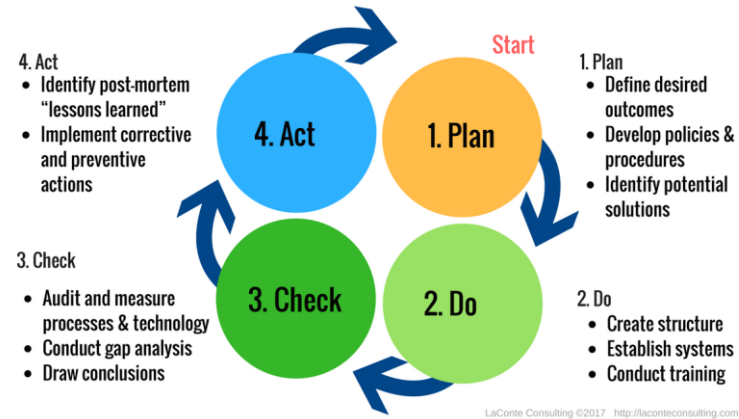 Start
4. Act
• Identify post-mortem
"lessons learned"
• Implement corrective
and preventive
actions
4. Act
1. Plan
1. Plan
• Define desired
outcomes
• Develop policies &
procedures
• Identify potential
solutions
3. Check
• Audit and measure
processes & technology
• Conduct gap analysis
• Draw conclusions
3. Check
2. Do
2. Do
• Create structure
• Establish systems
• Conduct training
LaConte Consulting ©2017 http://laconteconsulting.com